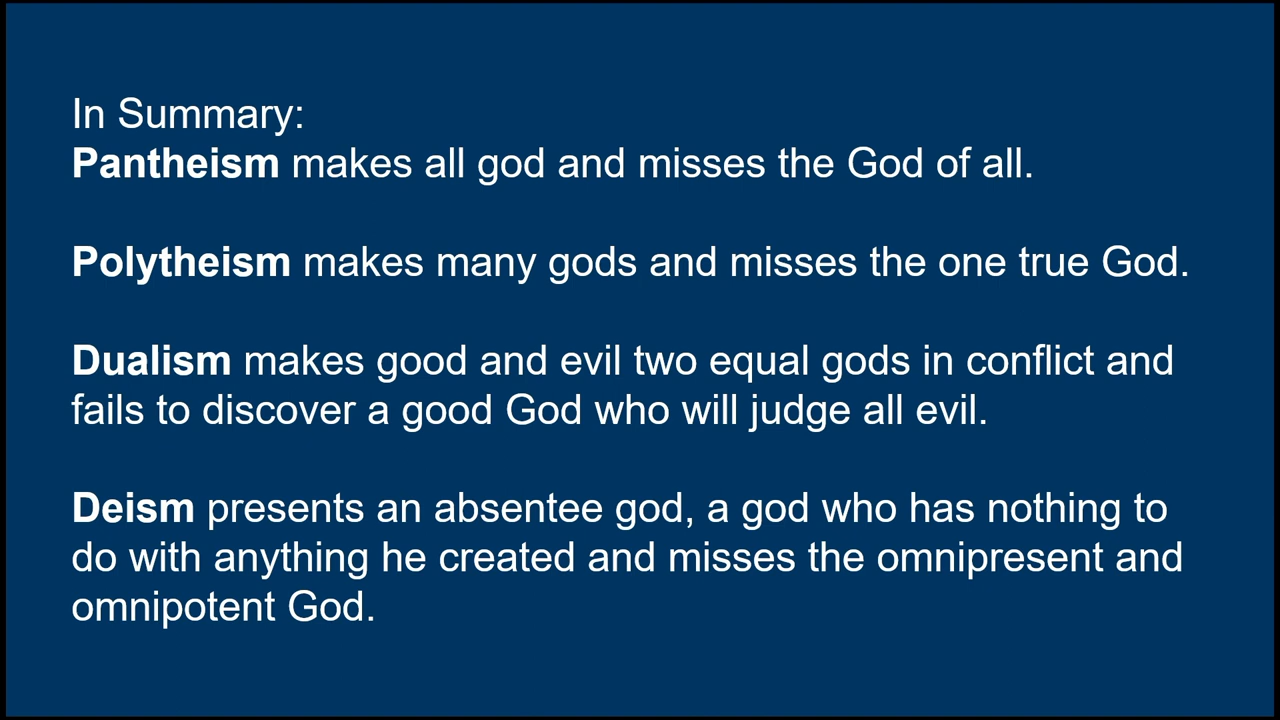 In Summary:
Pantheism makes all god and misses the God of all.
Polytheism makes many gods and misses the one true God.
Dualism makes good and evil two equal gods in conflict and
fails to discover a good God who will judge all evil.
Deism presents an absentee god, a god who has nothing to
do with anything he created and misses the omnipresent and
omnipotent God.